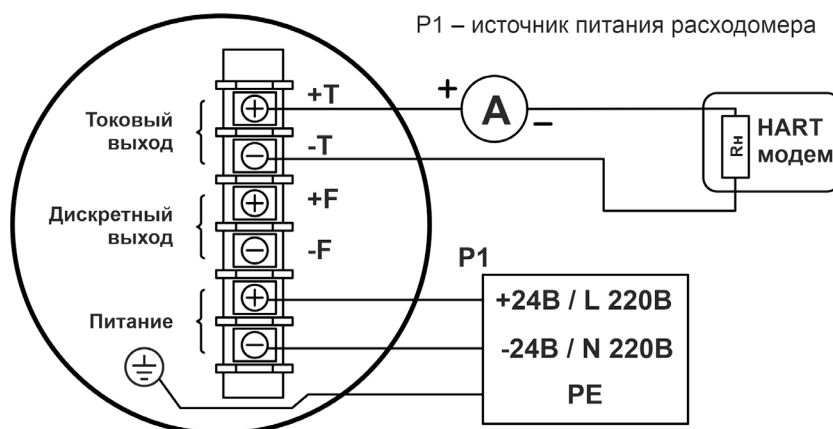 P1 – источник питания расходомера
Токовый
выход
+T
-T
+
A
–
Rн
HART
модем
Дискретный
выход
+F
-F
P1
Питание
+24В / L 220В
-24В / N 220В
PE